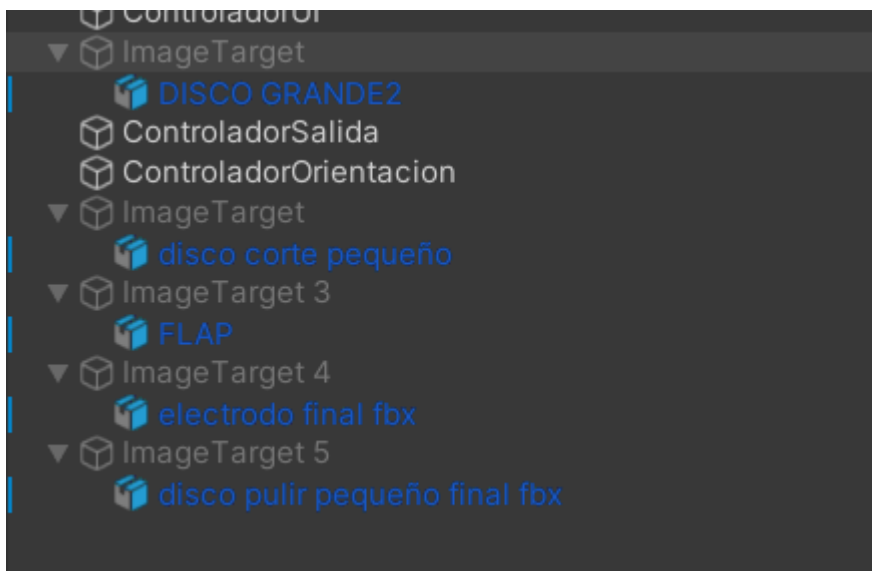 ControladorUI
ImageTarget
DISCO GRANDE2
ControladorSalida
ControladorOrientacion
ImageTarget
disco corte pequeño
ImageTarget 3
FLAP
ImageTarget 4
electrodo final fbx
ImageTarget 5
disco pulir pequeño final fbx